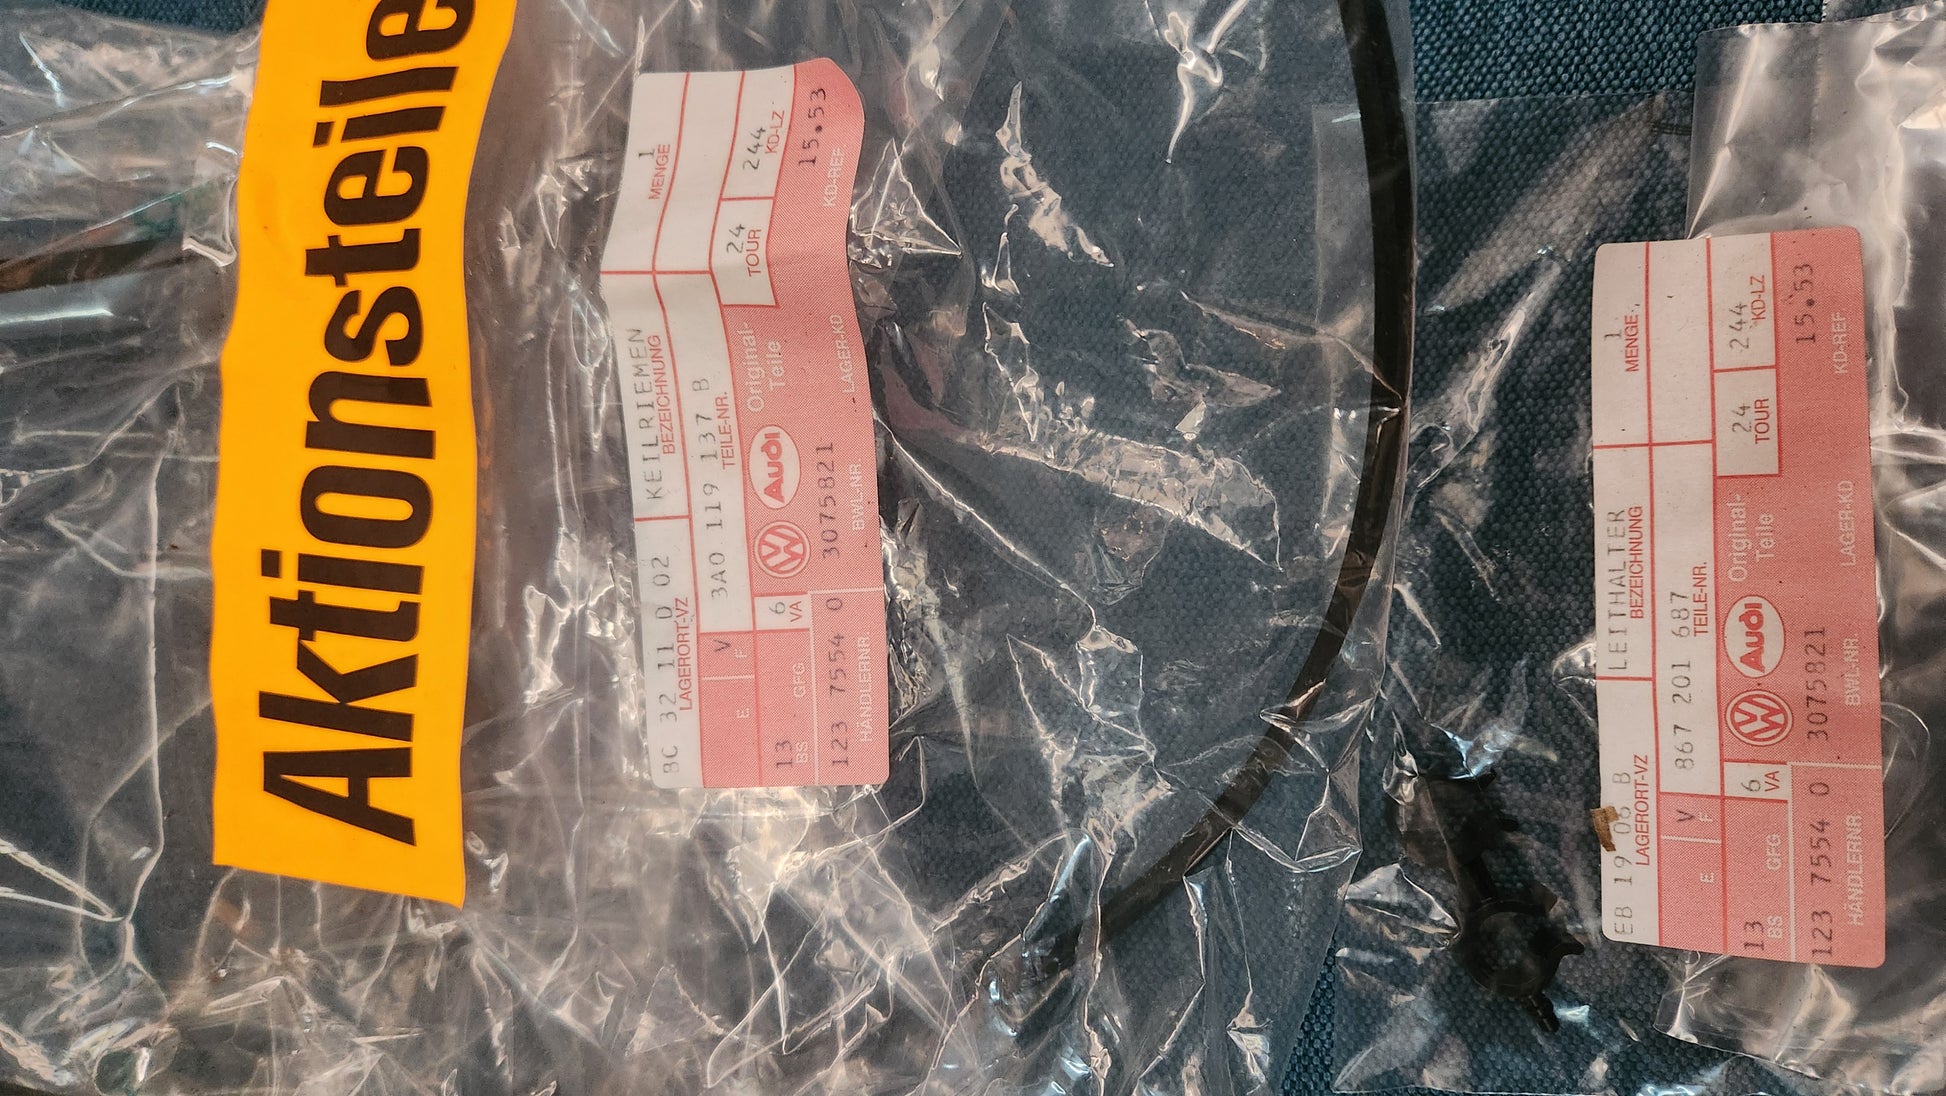 Aktionsteile
KEILRIEMEN 1
BEZEICHNUNG MENGE
8C 32 11 D 02
LAGERORT-VZ
3A0 119 137 B
TEILE-NR.
V
E F
24 244
TOUR KD-LZ
Original-
Teile
Audi
13 6
BS GFG VA
15.53
KD-REF
LAGER-KD
123 7554 0 3075821
HÄNDLERNR. BWL-NR.
LEITHALTER 1
BEZEICHNUNG MENGE
EB 19 06 B
LAGERORT-VZ
867 201 687
TEILE-NR.
V
E F
24 244
TOUR KD-LZ
Original-
Teile
Audi
13 6
BS GFG VA
15.53
KD-REF
LAGER-KD
123 7554 0 3075821
HÄNDLERNR. BWL-NR.